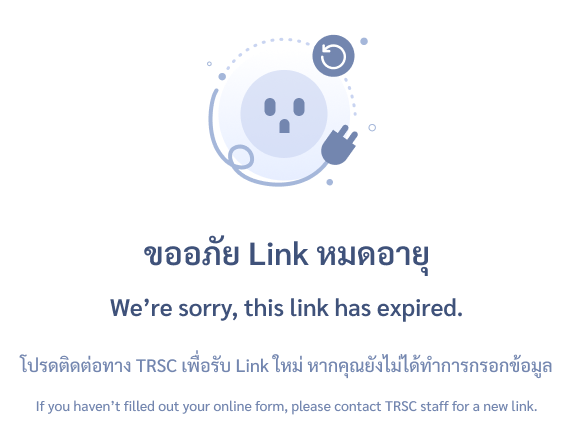 ขออภัย Link หมดอายุ
We're sorry, this link has expired.
โปรดติดต่อทาง TRSC เพื่อรับ Link ใหม่ หากคุณยังไม่ได้ทำการกรอกข้อมูล
If you haven't filled out your online form, please contact TRSC staff for a new link.